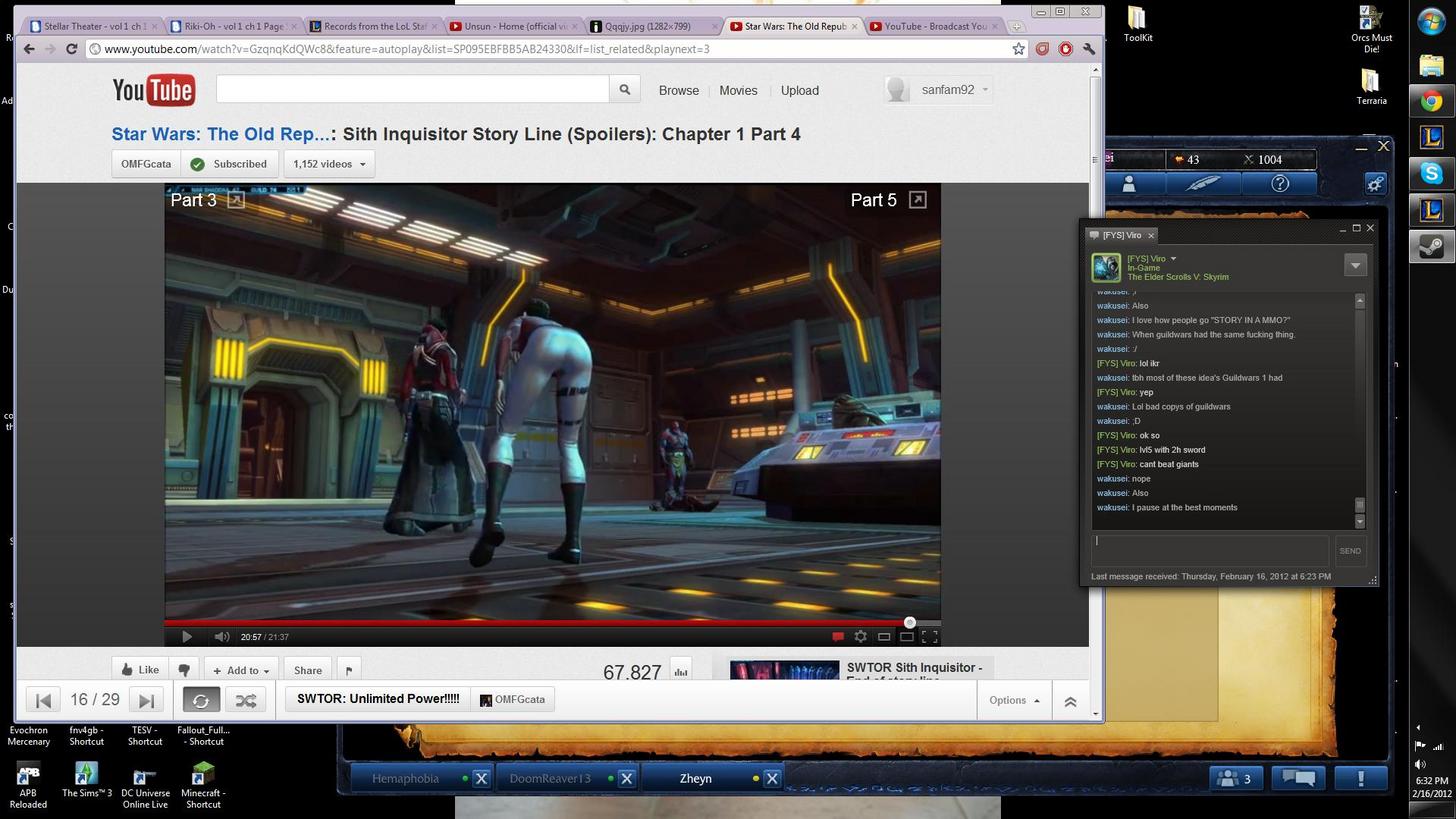 Stellar Theater - vol 1 ch 1
Riki-Oh - vol 1 ch 1 Page
Records from the LoL Staf
Unsun - Home (official vi
Qqqjy.jpg (1282×799)
Star Wars: The Old Repub
YouTube - Broadcast You
www.youtube.com/watch?v=GzqnqKdQWc8&feature=autoplay&list=SP095EBFBB5AB24330&lf=list_related&playnext=3
YouTube
Browse
Movies
Upload
sanfam92
Star Wars: The Old Rep...: Sith Inquisitor Story Line (Spoilers): Chapter 1 Part 4
OMFGcata
Subscribed
1,152 videos
Part 3
Part 5
20:57 / 21:37
Like
Add to
Share
67,827
SWTOR Sith Inquisitor -
End of story line
16 / 29
SWTOR: Unlimited Power!!!!!
OMFGcata
Options
ToolKit
Orcs Must
Die!
Terraria
43
1004
[FYS] Viro
[FYS] Viro
In-Game
The Elder Scrolls V: Skyrim
wakusei: ;/
wakusei: Also
wakusei: I love how people go "STORY IN A MMO?"
wakusei: When guildwars had the same fucking thing.
wakusei: :/
[FYS] Viro: lol ikr
wakusei: tbh most of these idea's Guildwars 1 had
[FYS] Viro: yep
wakusei: Lol bad copys of guildwars
wakusei: ;D
[FYS] Viro: ok so
[FYS] Viro: lvl5 with 2h sword
[FYS] Viro: cant beat giants
wakusei: nope
wakusei: Also
wakusei: I pause at the best moments
SEND
Last message received: Thursday, February 16, 2012 at 6:23 PM
Evochron
Mercenary
fnv4gb -
Shortcut
TESV -
Shortcut
Fallout_Full...
- Shortcut
APB
Reloaded
The Sims™ 3
DC Universe
Online Live
Minecraft -
Shortcut
Hemaphobia
DoomReaver13
Zheyn
3
6:32 PM
2/16/2012